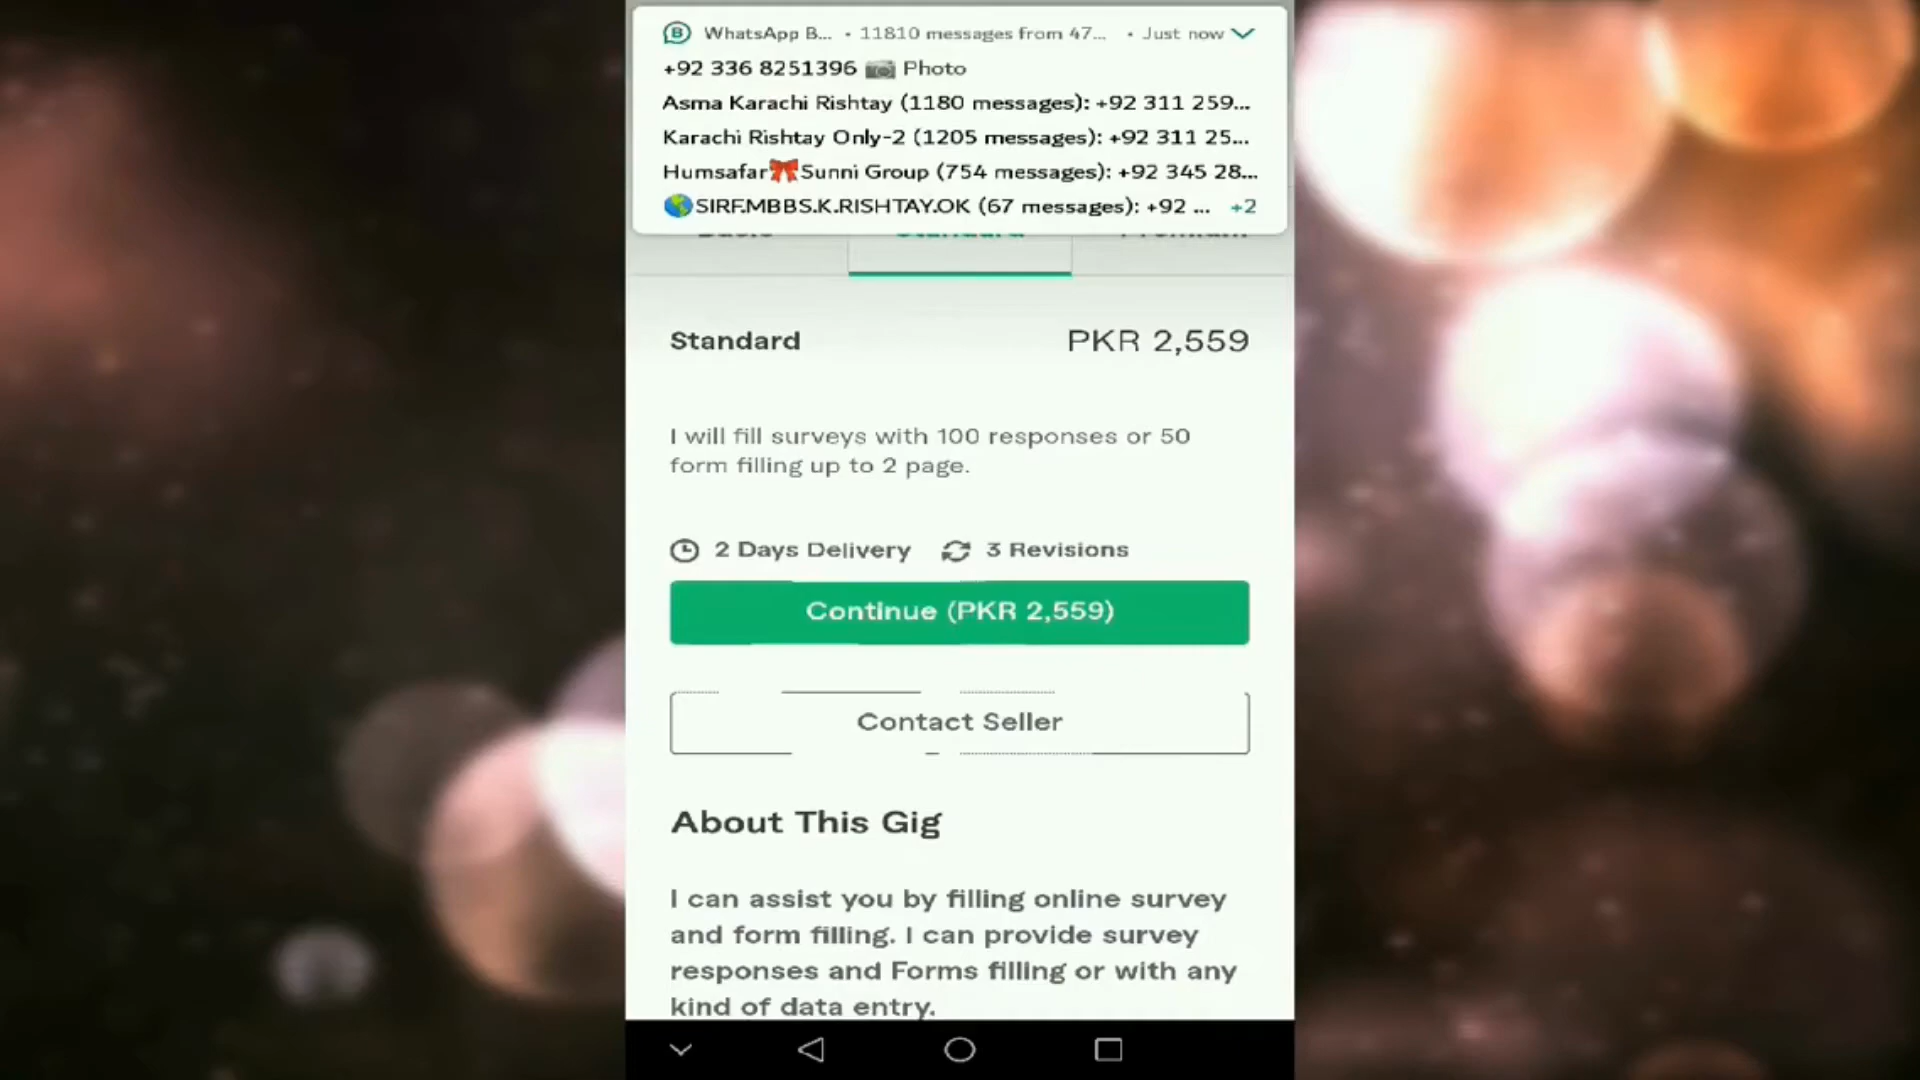 WhatsApp B... • 11810 messages from 47... • Just now
+92 336 8251396 📷 Photo
Asma Karachi Rishtay (1180 messages): +92 311 259...
Karachi Rishtay Only-2 (1205 messages): +92 311 25...
Humsafar🎀Sunni Group (754 messages): +92 345 28...
🌎SIRF.MBBS.K.RISHTAY.OK (67 messages): +92 ... +2
Basic Standard Premium
Standard PKR 2,559
I will fill surveys with 100 responses or 50
form filling up to 2 page.
2 Days Delivery 3 Revisions
Continue (PKR 2,559)
Contact Seller
About This Gig
I can assist you by filling online survey
and form filling. I can provide survey
responses and Forms filling or with any
kind of data entry.